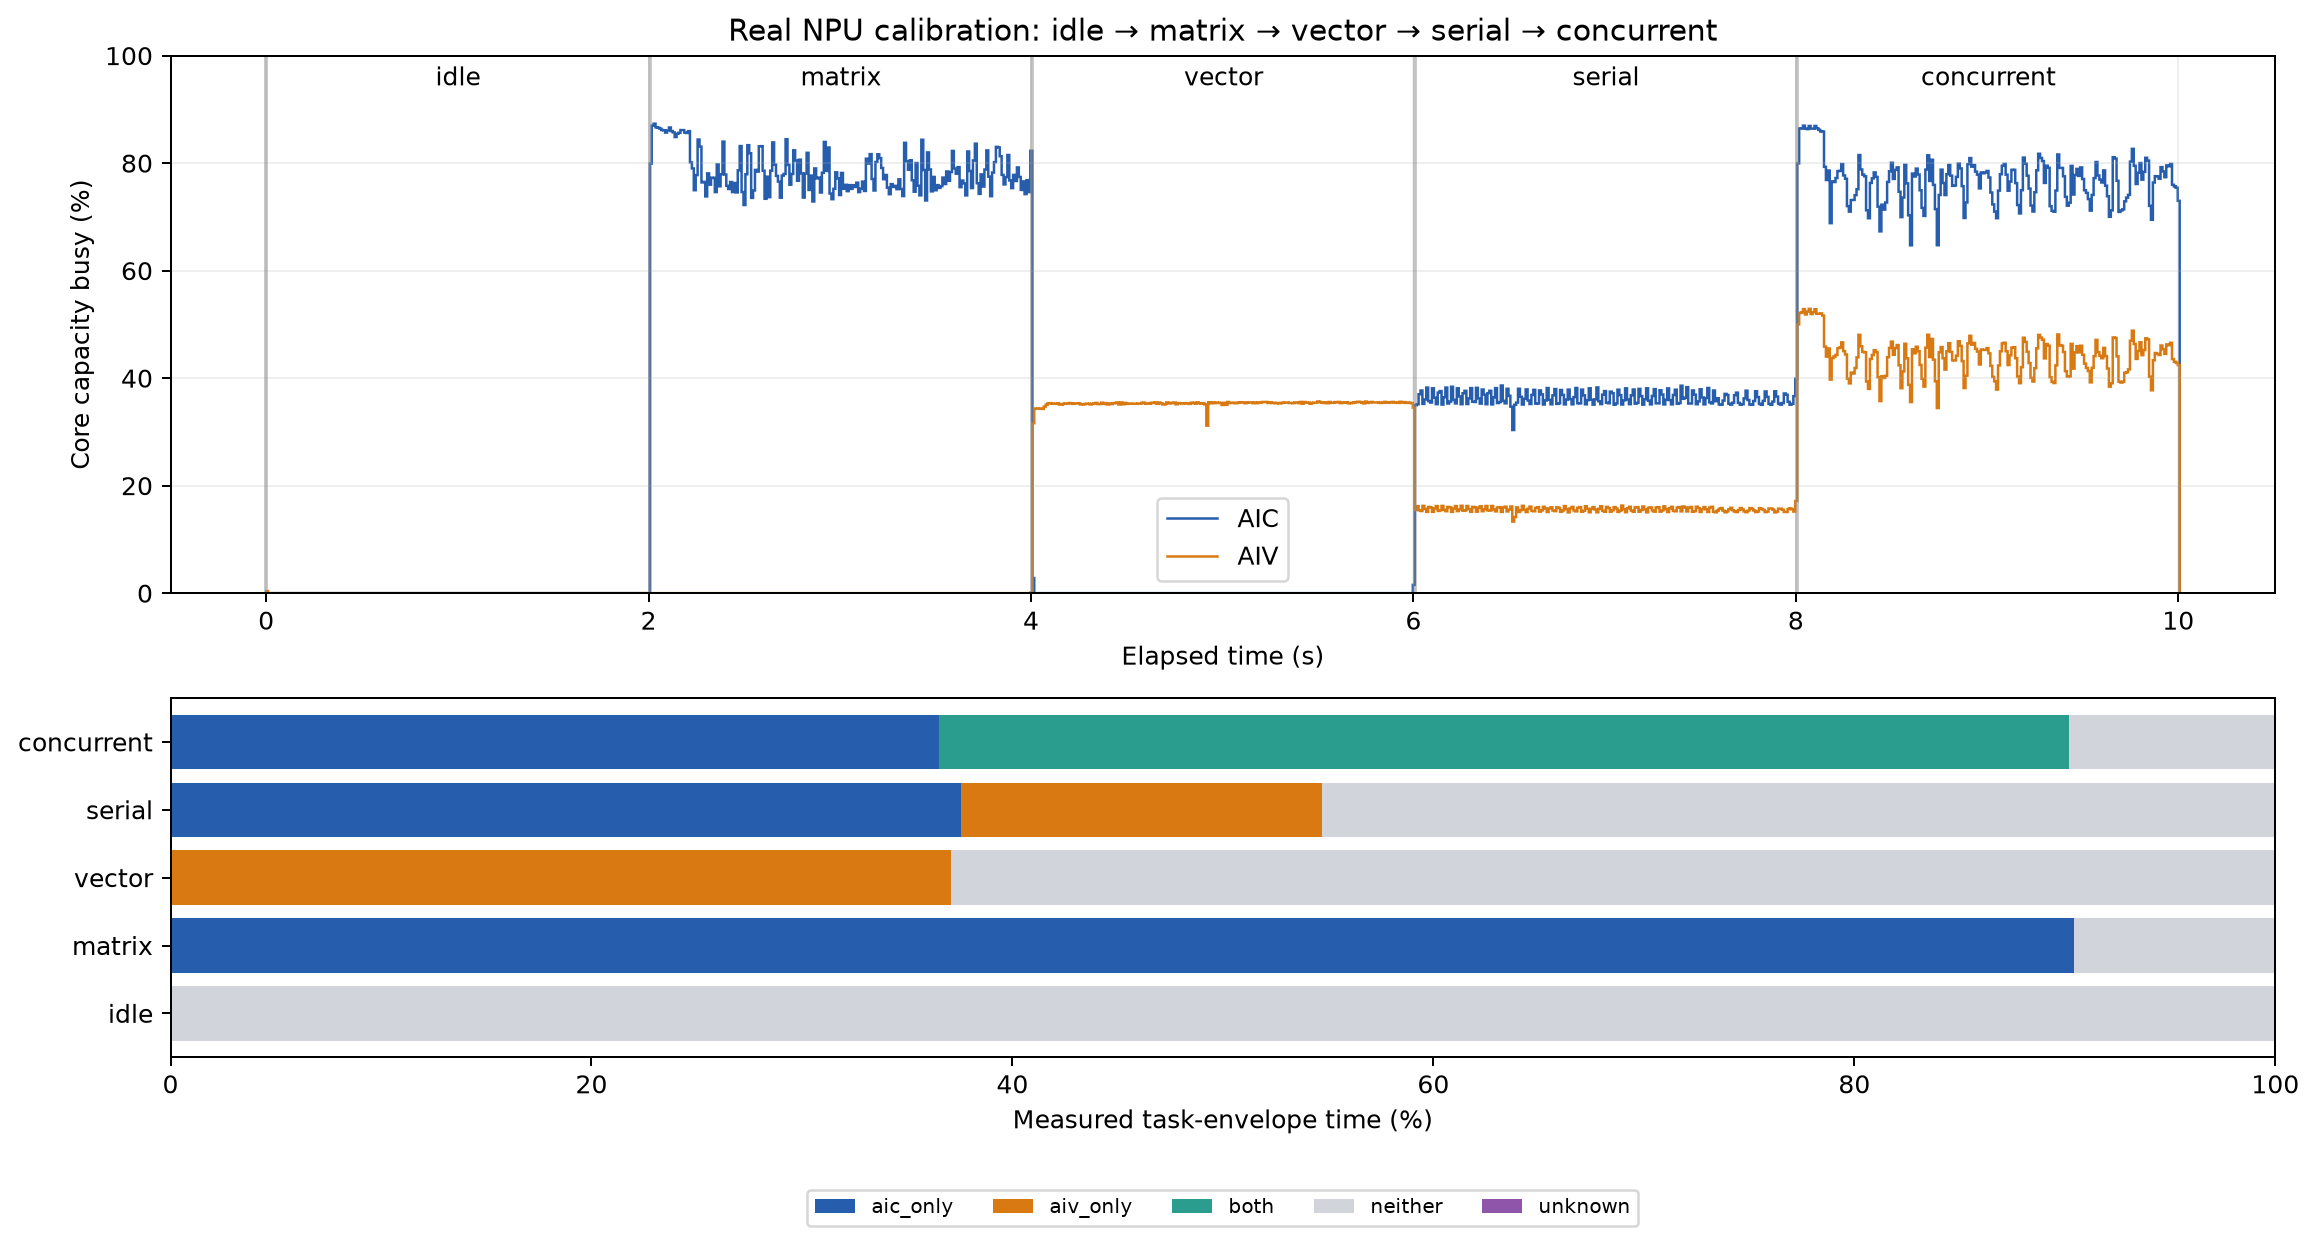 Real NPU calibration: idle → matrix → vector → serial → concurrent
idle matrix vector serial concurrent
Core capacity busy (%)
100
80
60
40
20
0
AIC
AIV
0 2 4 6 8 10
Elapsed time (s)
concurrent
serial
vector
matrix
idle
0 20 40 60 80 100
Measured task-envelope time (%)
aic_only aiv_only both neither unknown